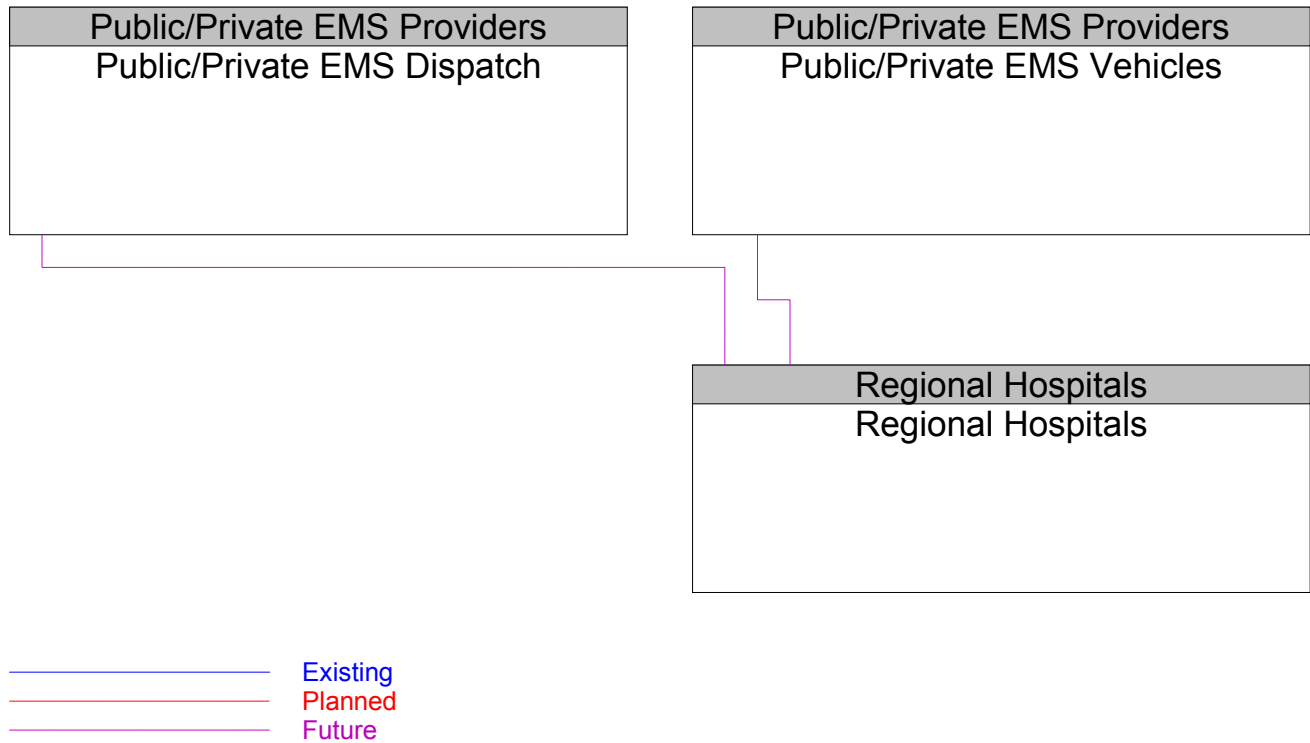 Public/Private EMS Providers
Public/Private EMS Dispatch
Public/Private EMS Providers
Public/Private EMS Vehicles
Regional Hospitals
Regional Hospitals
Existing
Planned
Future